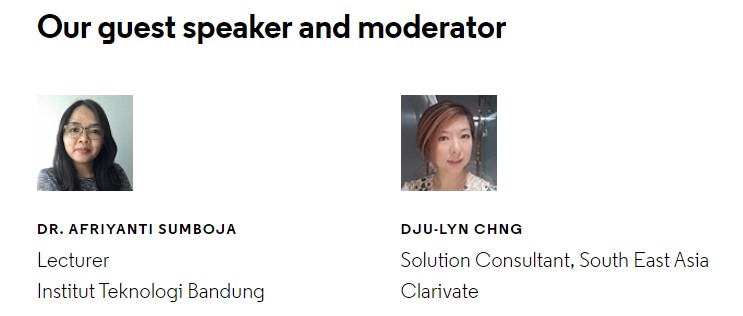 Our guest speaker and moderator
DR. AFRIYANTI SUMBOJA
Lecturer
Institut Teknologi Bandung
DJU-LYN CHNG
Solution Consultant, South East Asia
Clarivate